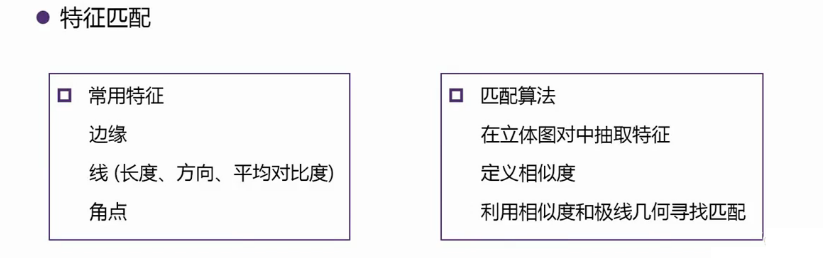 特征匹配
常用特征
边缘
线 (长度、方向、平均对比度)
角点
匹配算法
在立体图对中抽取特征
定义相似度
利用相似度和极线几何寻找匹配